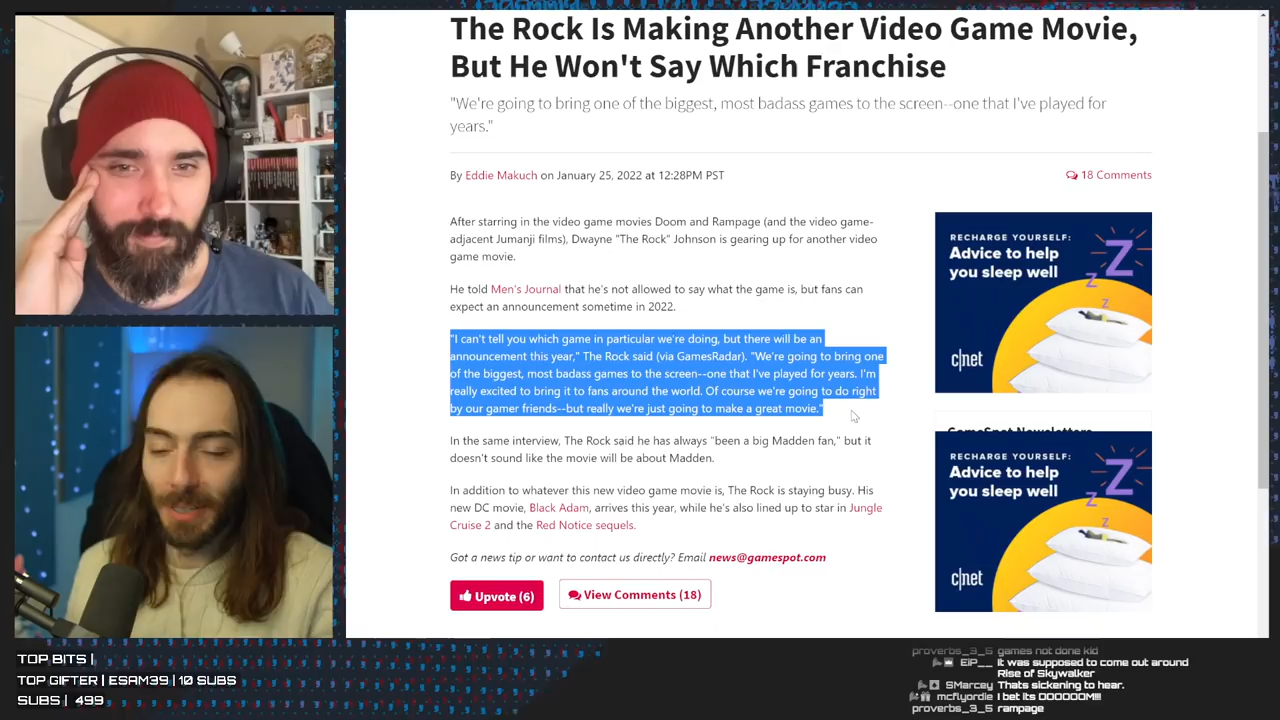 The Rock Is Making Another Video Game Movie,
But He Won't Say Which Franchise
"We're going to bring one of the biggest, most badass games to the screen--one that I've played for
years."
By Eddie Makuch on January 25, 2022 at 12:28PM PST
18 Comments
After starring in the video game movies Doom and Rampage (and the video game-
adjacent Jumanji films), Dwayne "The Rock" Johnson is gearing up for another video
game movie.
He told Men's Journal that he's not allowed to say what the game is, but fans can
expect an announcement sometime in 2022.
"I can't tell you which game in particular we're doing, but there will be an
announcement this year," The Rock said (via GamesRadar). "We're going to bring one
of the biggest, most badass games to the screen--one that I've played for years. I'm
really excited to bring it to fans around the world. Of course we're going to do right
by our gamer friends--but really we're just going to make a great movie."
In the same interview, The Rock said he has always "been a big Madden fan," but it
doesn't sound like the movie will be about Madden.
In addition to whatever this new video game movie is, The Rock is staying busy. His
new DC movie, Black Adam, arrives this year, while he's also lined up to star in Jungle
Cruise 2 and the Red Notice sequels.
Got a news tip or want to contact us directly? Email news@gamespot.com
Upvote (6)
View Comments (18)
RECHARGE YOURSELF:
Advice to help
you sleep well
Z
Z
Z
c|net
GameSpot Newsletters
RECHARGE YOURSELF:
Advice to help
you sleep well
Z
Z
Z
c|net
TOP BITS |
TOP GIFTER | ESAM39 | 10 SUBS
SUBS | 499
proverbs_3_5 games not done kid
EiP__ it was supposed to come out around
Rise of Skywalker
SMarcey Thats sickening to hear.
mcflyordie I bet its DOOOOOM!!!
proverbs_3_5 rampage